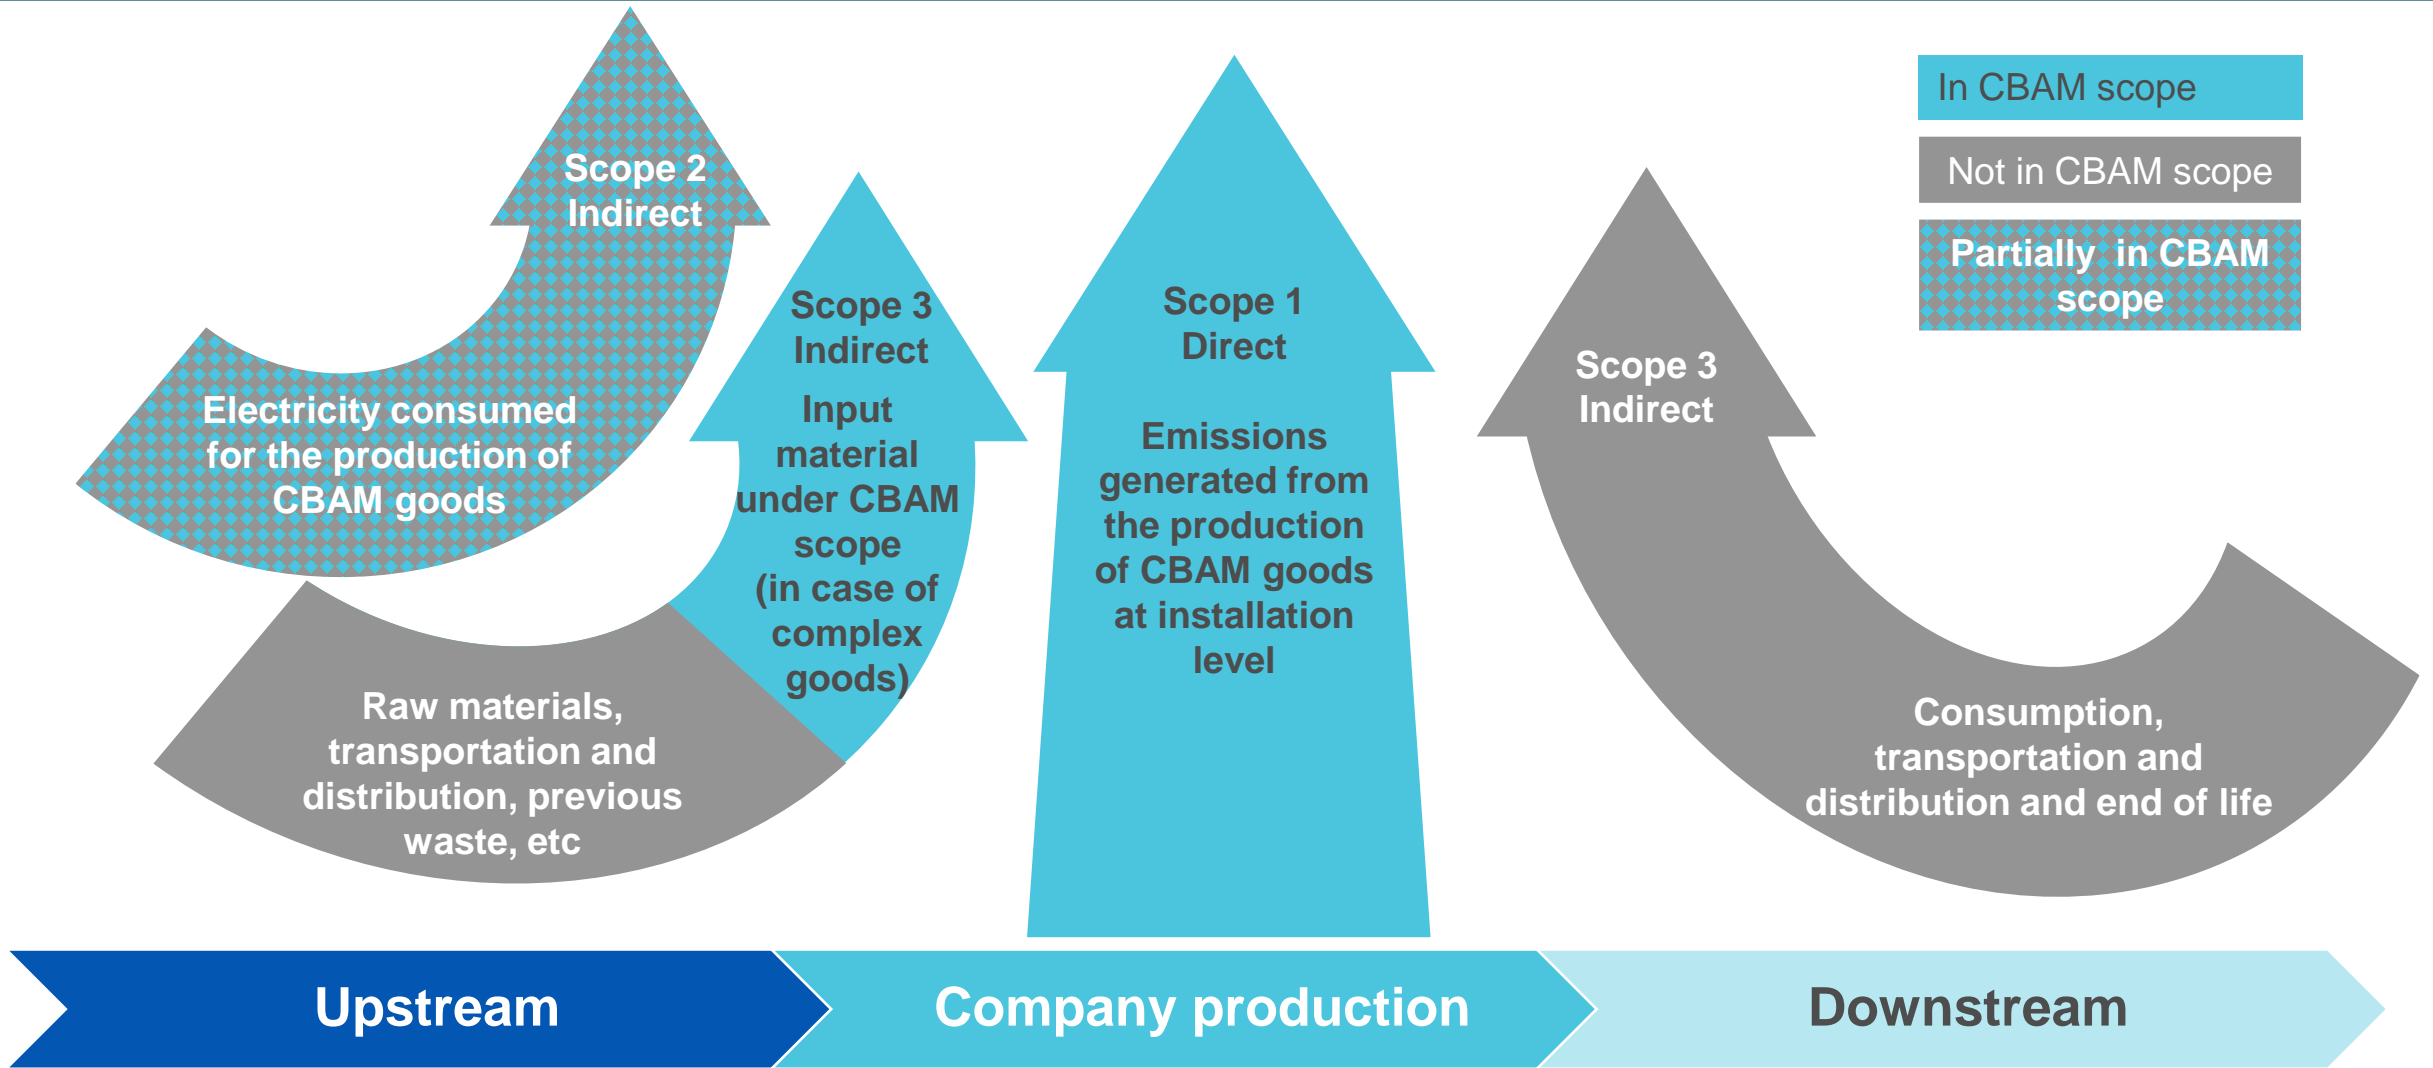 Scope 2
Indirect
Electricity consumed
for the production of
CBAM goods
Scope 3
Indirect
Input
material
under CBAM
scope
(in case of
complex
goods)
Raw materials,
transportation and
distribution, previous
waste, etc
Scope 1
Direct
Emissions
generated from
the production
of CBAM goods
at installation
level
Scope 3
Indirect
Consumption,
transportation and
distribution and end of life
In CBAM scope
Not in CBAM scope
Partially in CBAM
scope
Upstream
Company production
Downstream